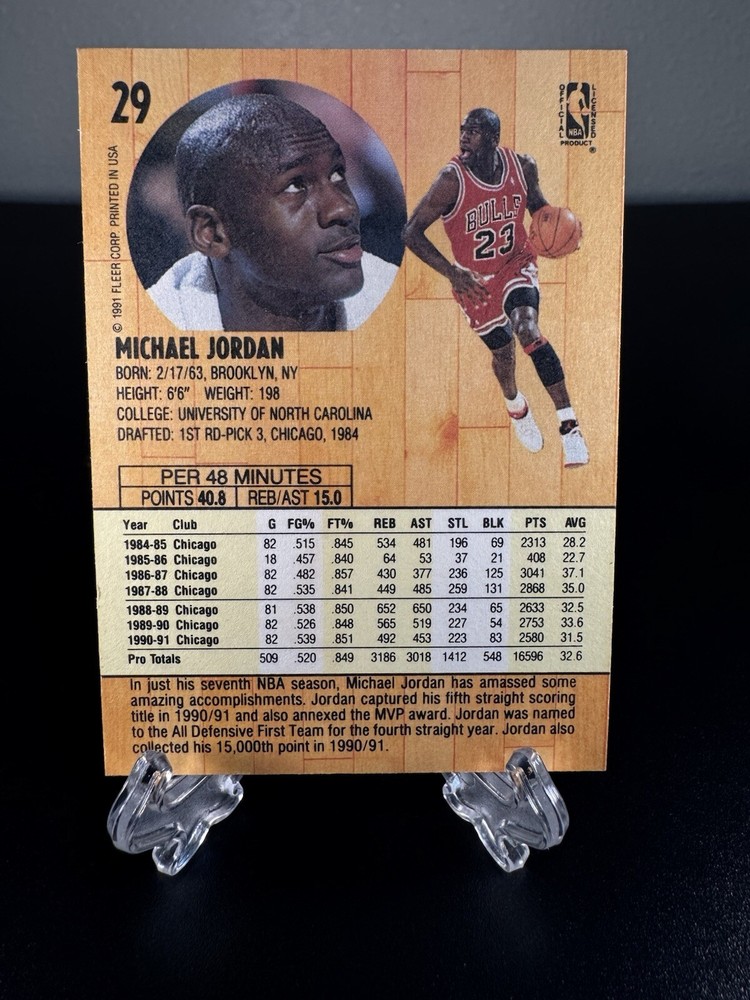 29
OFFICIAL LICENSED
NBA
PRODUCT ®
© 1991 FLEER CORP. PRINTED IN USA
BULLS
23
MICHAEL JORDAN
BORN: 2/17/63, BROOKLYN, NY
HEIGHT: 6'6" WEIGHT: 198
COLLEGE: UNIVERSITY OF NORTH CAROLINA
DRAFTED: 1ST RD-PICK 3, CHICAGO, 1984
PER 48 MINUTES
POINTS 40.8 REB/AST 15.0
Year Club G FG% FT% REB AST STL BLK PTS AVG
1984-85 Chicago 82 .515 .845 534 481 196 69 2313 28.2
1985-86 Chicago 18 .457 .840 64 53 37 21 408 22.7
1986-87 Chicago 82 .482 .857 430 377 236 125 3041 37.1
1987-88 Chicago 82 .535 .841 449 485 259 131 2868 35.0
1988-89 Chicago 81 .538 .850 652 650 234 65 2633 32.5
1989-90 Chicago 82 .526 .848 565 519 227 54 2753 33.6
1990-91 Chicago 82 .539 .851 492 453 223 83 2580 31.5
Pro Totals 509 .520 .849 3186 3018 1412 548 16596 32.6
In just his seventh NBA season, Michael Jordan has amassed some
amazing accomplishments. Jordan captured his fifth straight scoring
title in 1990/91 and also annexed the MVP award. Jordan was named
to the All Defensive First Team for the fourth straight year. Jordan also
collected his 15,000th point in 1990/91.